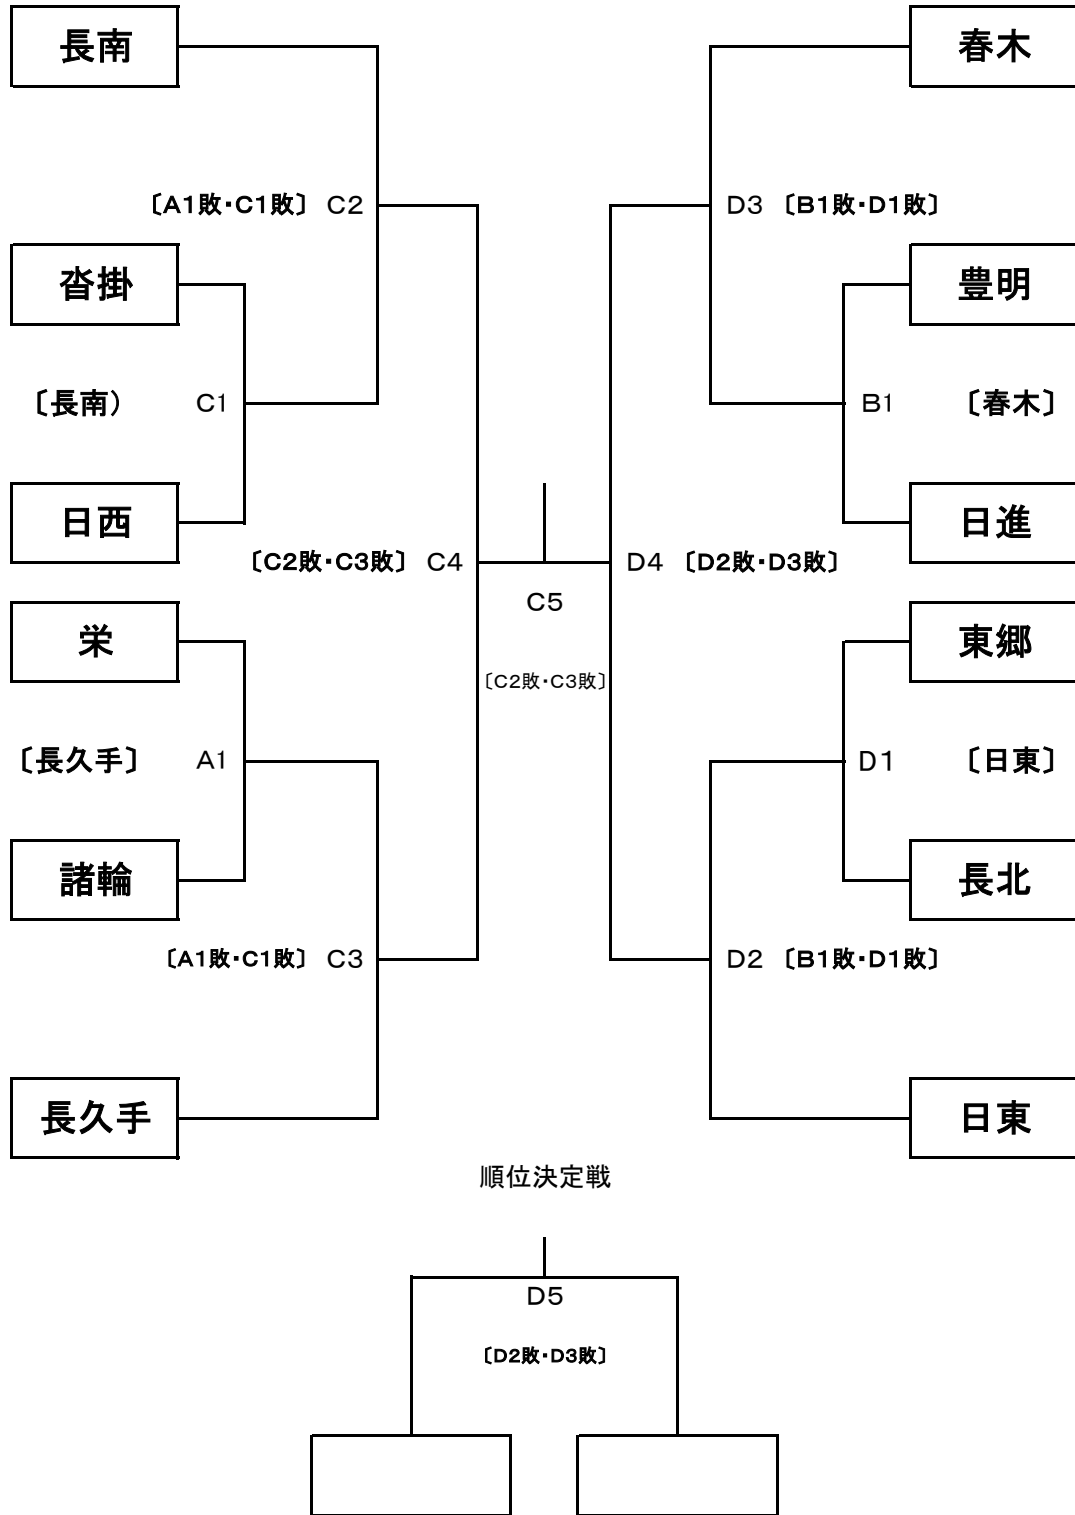 長南
春木
〔A1敗・C1敗〕 C2
D3 〔B1敗・D1敗〕
沓掛
豊明
〔長南） C1
B1 〔春木〕
日西
日進
〔C2敗・C3敗〕 C4
D4 〔D2敗・D3敗〕
C5
栄
東郷
〔C2敗・C3敗〕
〔長久手〕 A1
D1 〔日東〕
諸輪
長北
〔A1敗・C1敗〕 C3
D2 〔B1敗・D1敗〕
長久手
日東
順位決定戦
D5
〔D2敗・D3敗〕